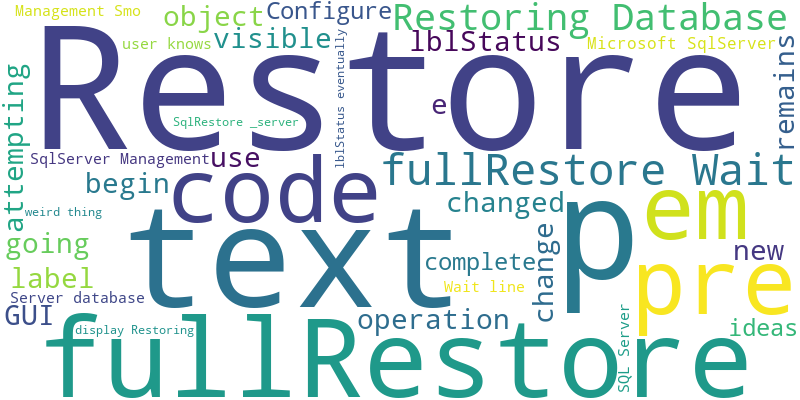 Management Smo
object
Configure
Restoring Database
user knows
visible
lblStatus
Microsoft SqlServer
Restore
attempting
lblStatus eventually
e
remains
SqlRestore _server
SqlServer Management
use
code
fullRestore Wait
begin
p
em
weird thing
text
changed
going
complete
change
new
label
Wait line
pre
Server database
GUI
display Restoring
operation
SQL Server
ideas
fullRestore